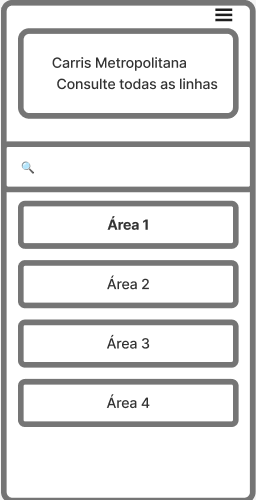 Carris Metropolitana
Consulte todas as linhas
Área 1
Área 2
Área 3
Área 4